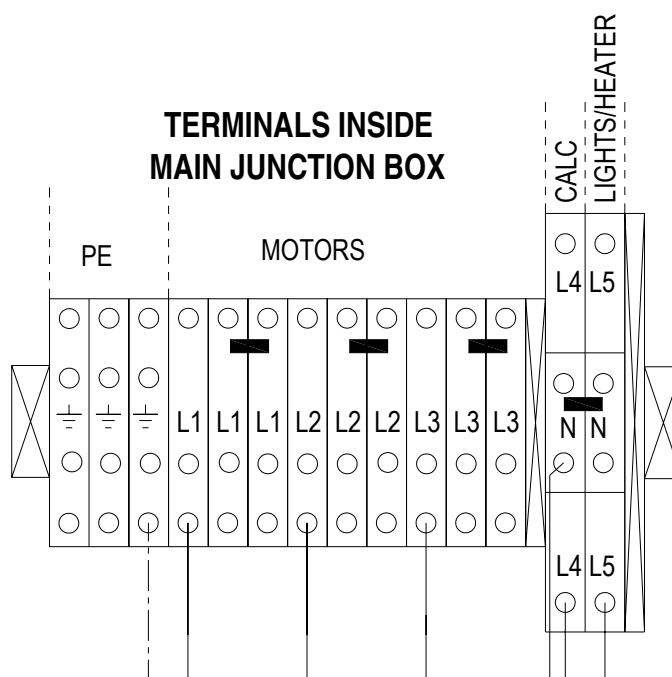 TERMINALS INSIDE
MAIN JUNCTION BOX
CALC
LIGHTS/HEATER
PE
MOTORS
L4 L5
L1 L1 L1 L2 L2 L2 L3 L3 L3
N N
L4 L5